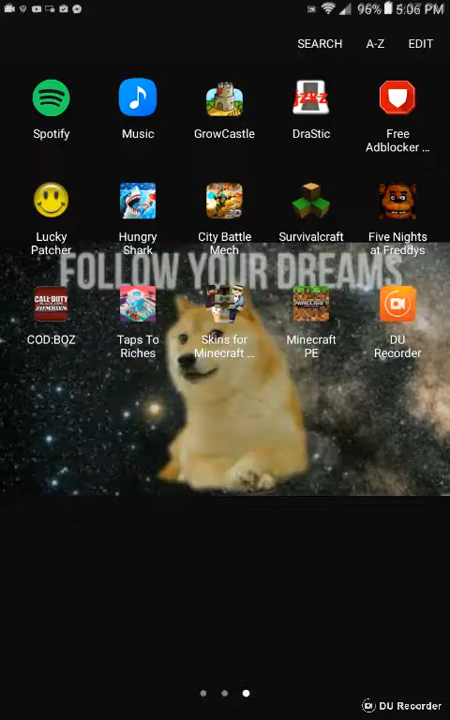 96% 5:06 PM
SEARCH A-Z EDIT
Spotify Music GrowCastle DraStic Free Adblocker ...
Lucky Patcher Hungry Shark City Battle Mech Survivalcraft Five Nights at Freddys
FOLLOW YOUR DREAMS
COD:BOZ Taps To Riches Skins for Minecraft ... Minecraft PE DU Recorder
DU Recorder